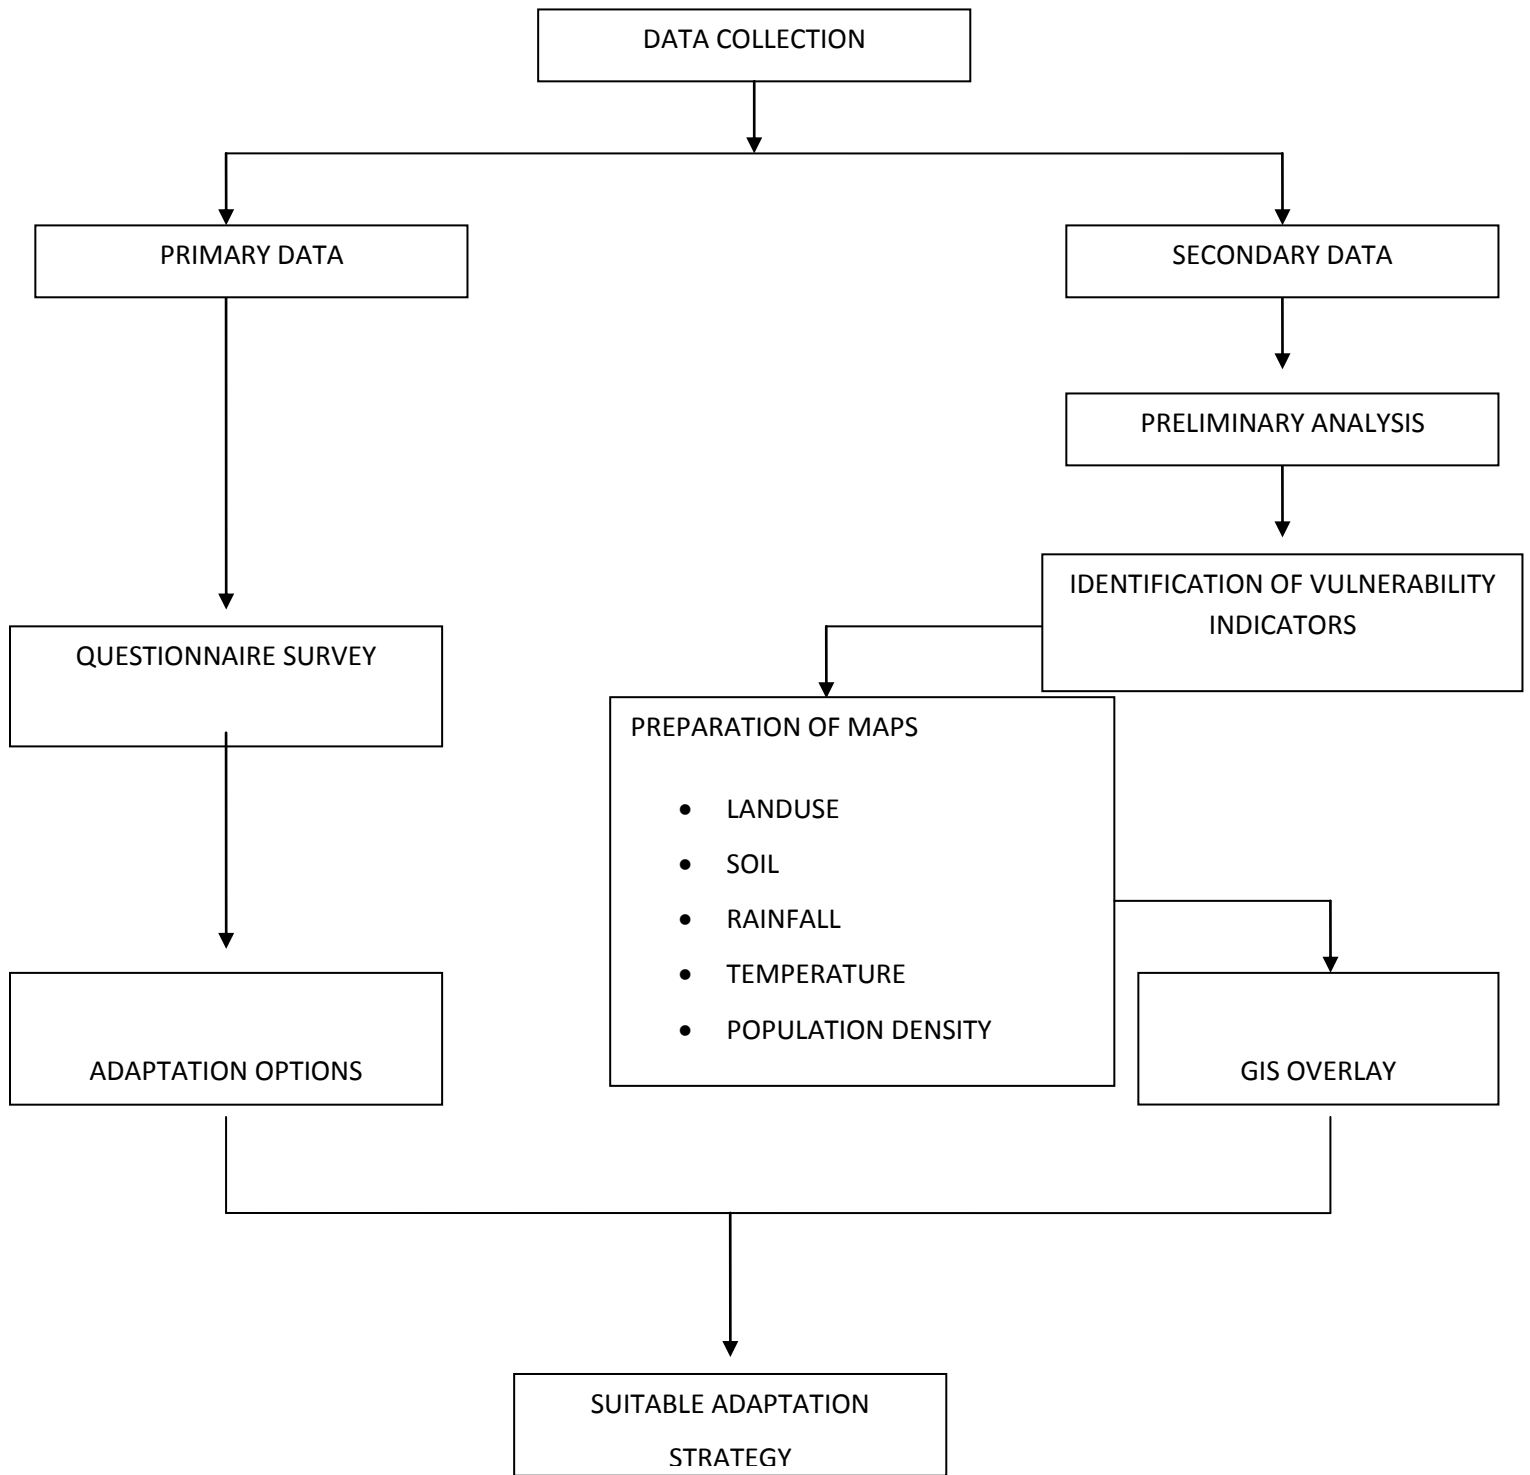 DATA COLLECTION
PRIMARY DATA
SECONDARY DATA
PRELIMINARY ANALYSIS
IDENTIFICATION OF VULNERABILITY
INDICATORS
QUESTIONNAIRE SURVEY
PREPARATION OF MAPS
• LANDUSE
• SOIL
• RAINFALL
• TEMPERATURE
• POPULATION DENSITY
ADAPTATION OPTIONS
GIS OVERLAY
SUITABLE ADAPTATION
STRATEGY